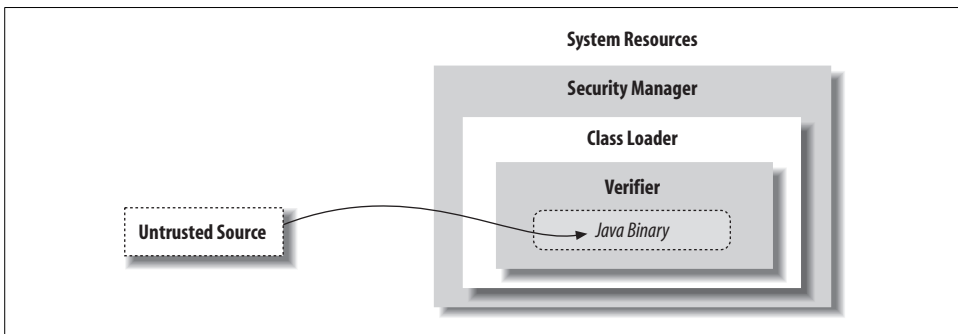 System Resources
Security Manager
Class Loader
Verifier
Untrusted Source
Java Binary